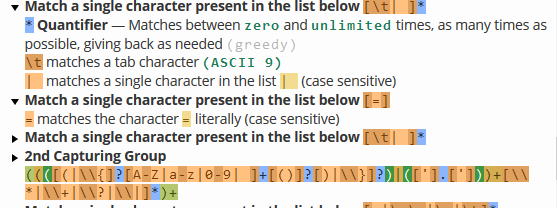 ▼ Match a single character present in the list below [\t| ]*
* Quantifier — Matches between zero and unlimited times, as many times as
possible, giving back as needed (greedy)
\t matches a tab character (ASCII 9)
|  matches a single character in the list |  (case sensitive)
▼ Match a single character present in the list below [=]
= matches the character = literally (case sensitive)
▶ Match a single character present in the list below [\t| ]*
▶ 2nd Capturing Group
((([(|\\{]?[A-Z|a-z|0-9| ]+[()]?[)|\\}]?)|(['].[']))+[\\
*|\\+|\\?|\\|]*)+